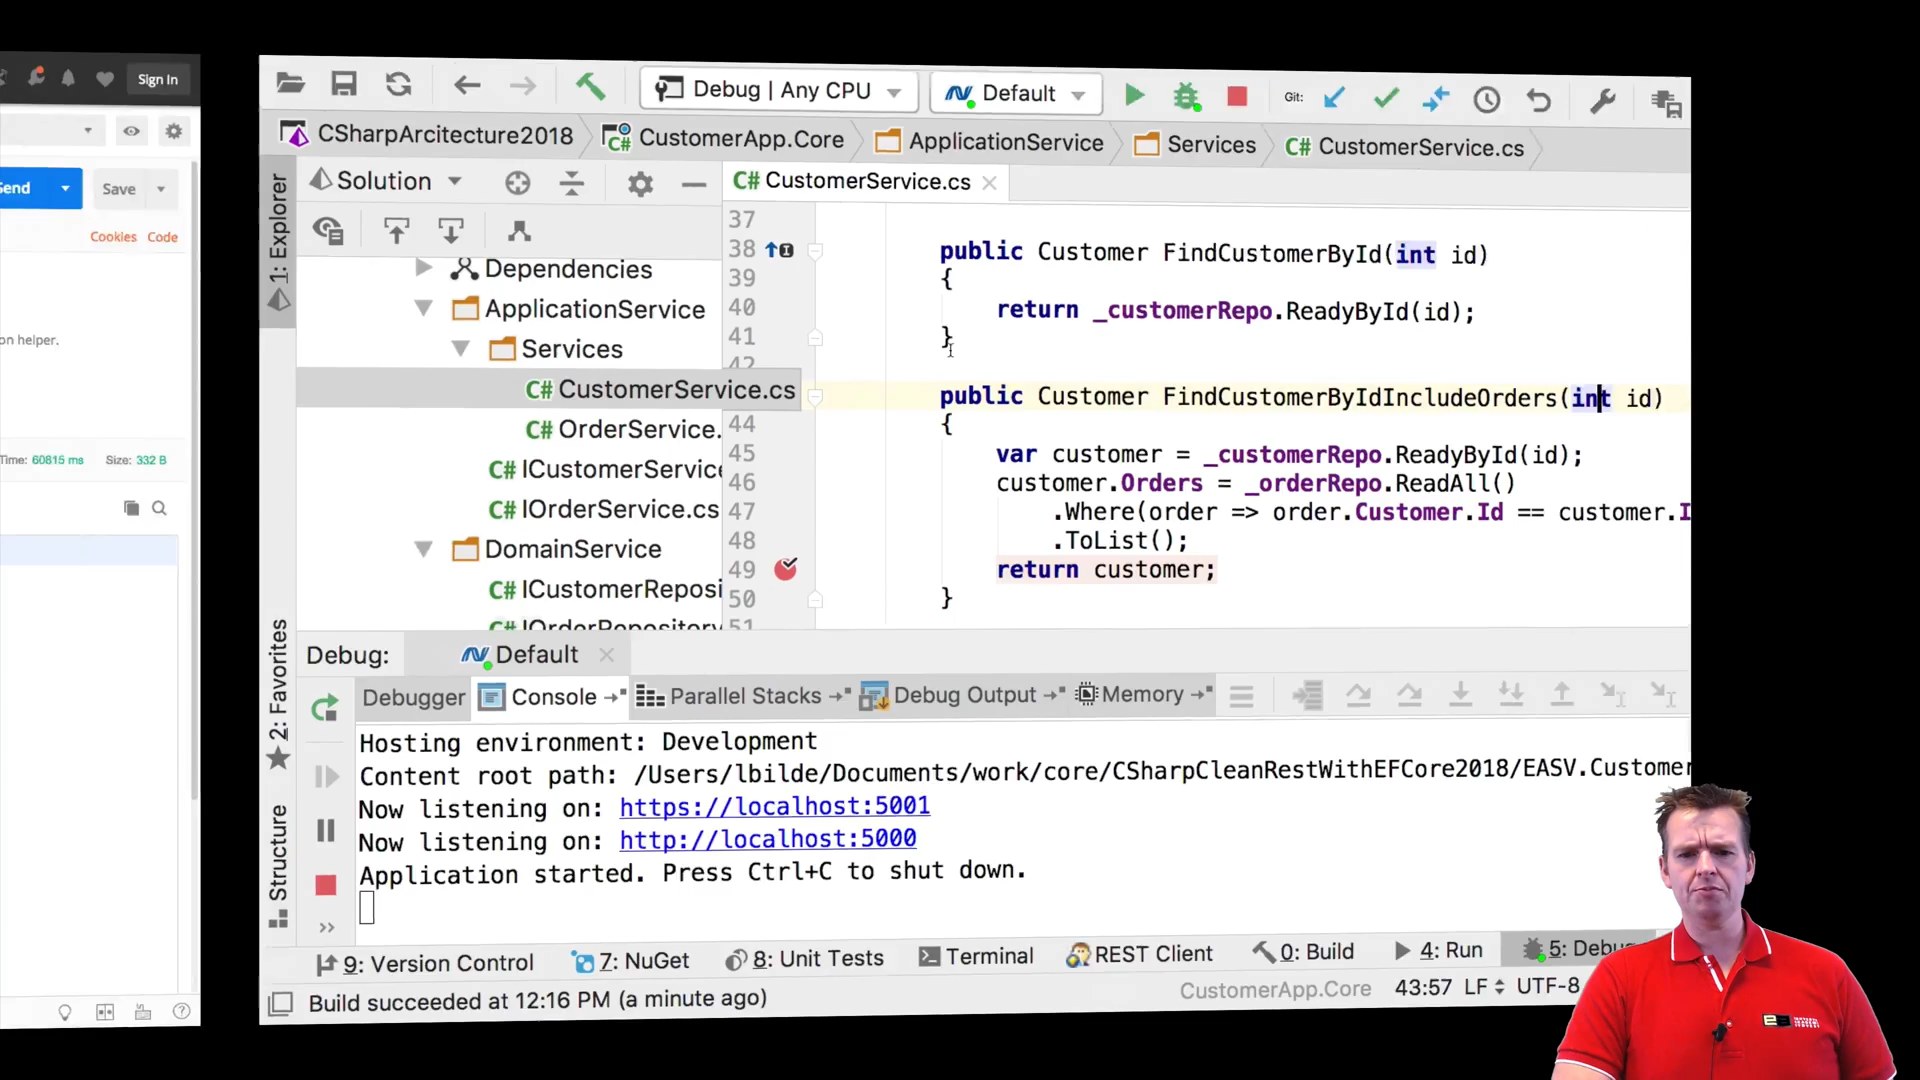 Sign In
Send
Save
Cookies Code
on helper.
Time: 60815 ms Size: 332 B
Debug | Any CPU
Default
Git:
CSharpArcitecture2018
CustomerApp.Core
ApplicationService
Services
C# CustomerService.cs
1: Explorer
2: Favorites
Structure
Solution
Dependencies
ApplicationService
Services
C# CustomerService.cs
C# OrderService.
C# ICustomerService
C# IOrderService.cs
DomainService
C# ICustomerReposi
C# IOrderRepository
C# CustomerService.cs
37
38 public Customer FindCustomerById(int id)
39 {
40 return _customerRepo.ReadyById(id);
41 }
42
public Customer FindCustomerByIdIncludeOrders(int id)
44 {
45 var customer = _customerRepo.ReadyById(id);
46 customer.Orders = _orderRepo.ReadAll()
47 .Where(order => order.Customer.Id == customer.I
48 .ToList();
49 return customer;
50 }
51
Debug: Default
Debugger Console Parallel Stacks Debug Output Memory
Hosting environment: Development
Content root path: /Users/lbilde/Documents/work/core/CSharpCleanRestWithEFCore2018/EASV.Customer
Now listening on: https://localhost:5001
Now listening on: http://localhost:5000
Application started. Press Ctrl+C to shut down.
9: Version Control 7: NuGet 8: Unit Tests Terminal REST Client 0: Build 4: Run 5: Debug
Build succeeded at 12:16 PM (a minute ago)
CustomerApp.Core 43:57 LF UTF-8